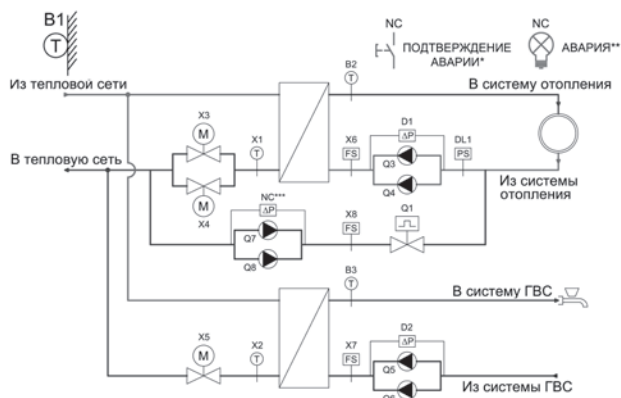 B1
T
Из тепловой сети
NC
ПОДТВЕРЖДЕНИЕ
АВАРИИ*
NC
АВАРИЯ**
B2
T
В систему отопления
X3
M
X1
T
X6
FS
D1
ΔP
Q3
Q4
DL1
PS
В тепловую сеть
M
X4
Из системы
отопления
NC***
ΔP
Q7
Q8
X8
FS
Q1
B3
T
В систему ГВС
X5
M
X2
T
X7
FS
D2
ΔP
Q5
Q6
Из системы ГВС